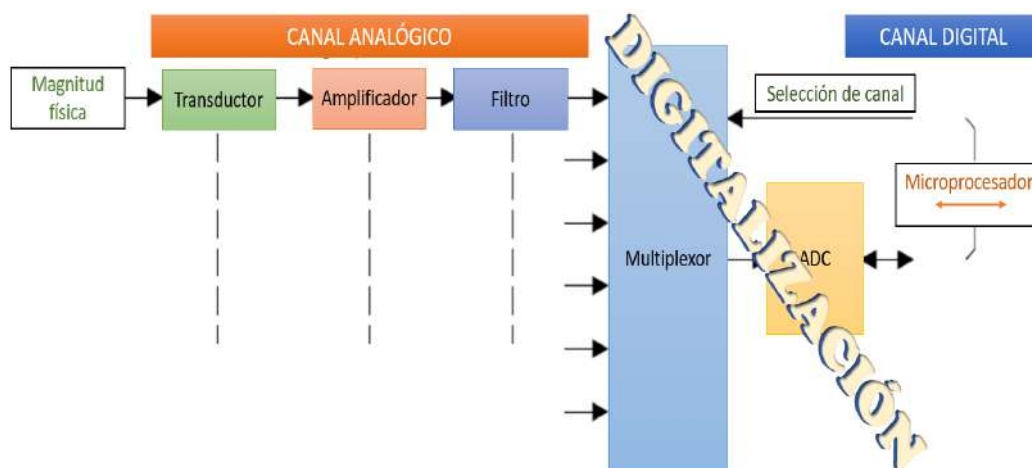 CANAL ANALÓGICO
CANAL DIGITAL
Magnitud
física
Transductor
Amplificador
Filtro
Selección de canal
Microprocesador
Multiplexor
ADC
DIGITALIZACIÓN